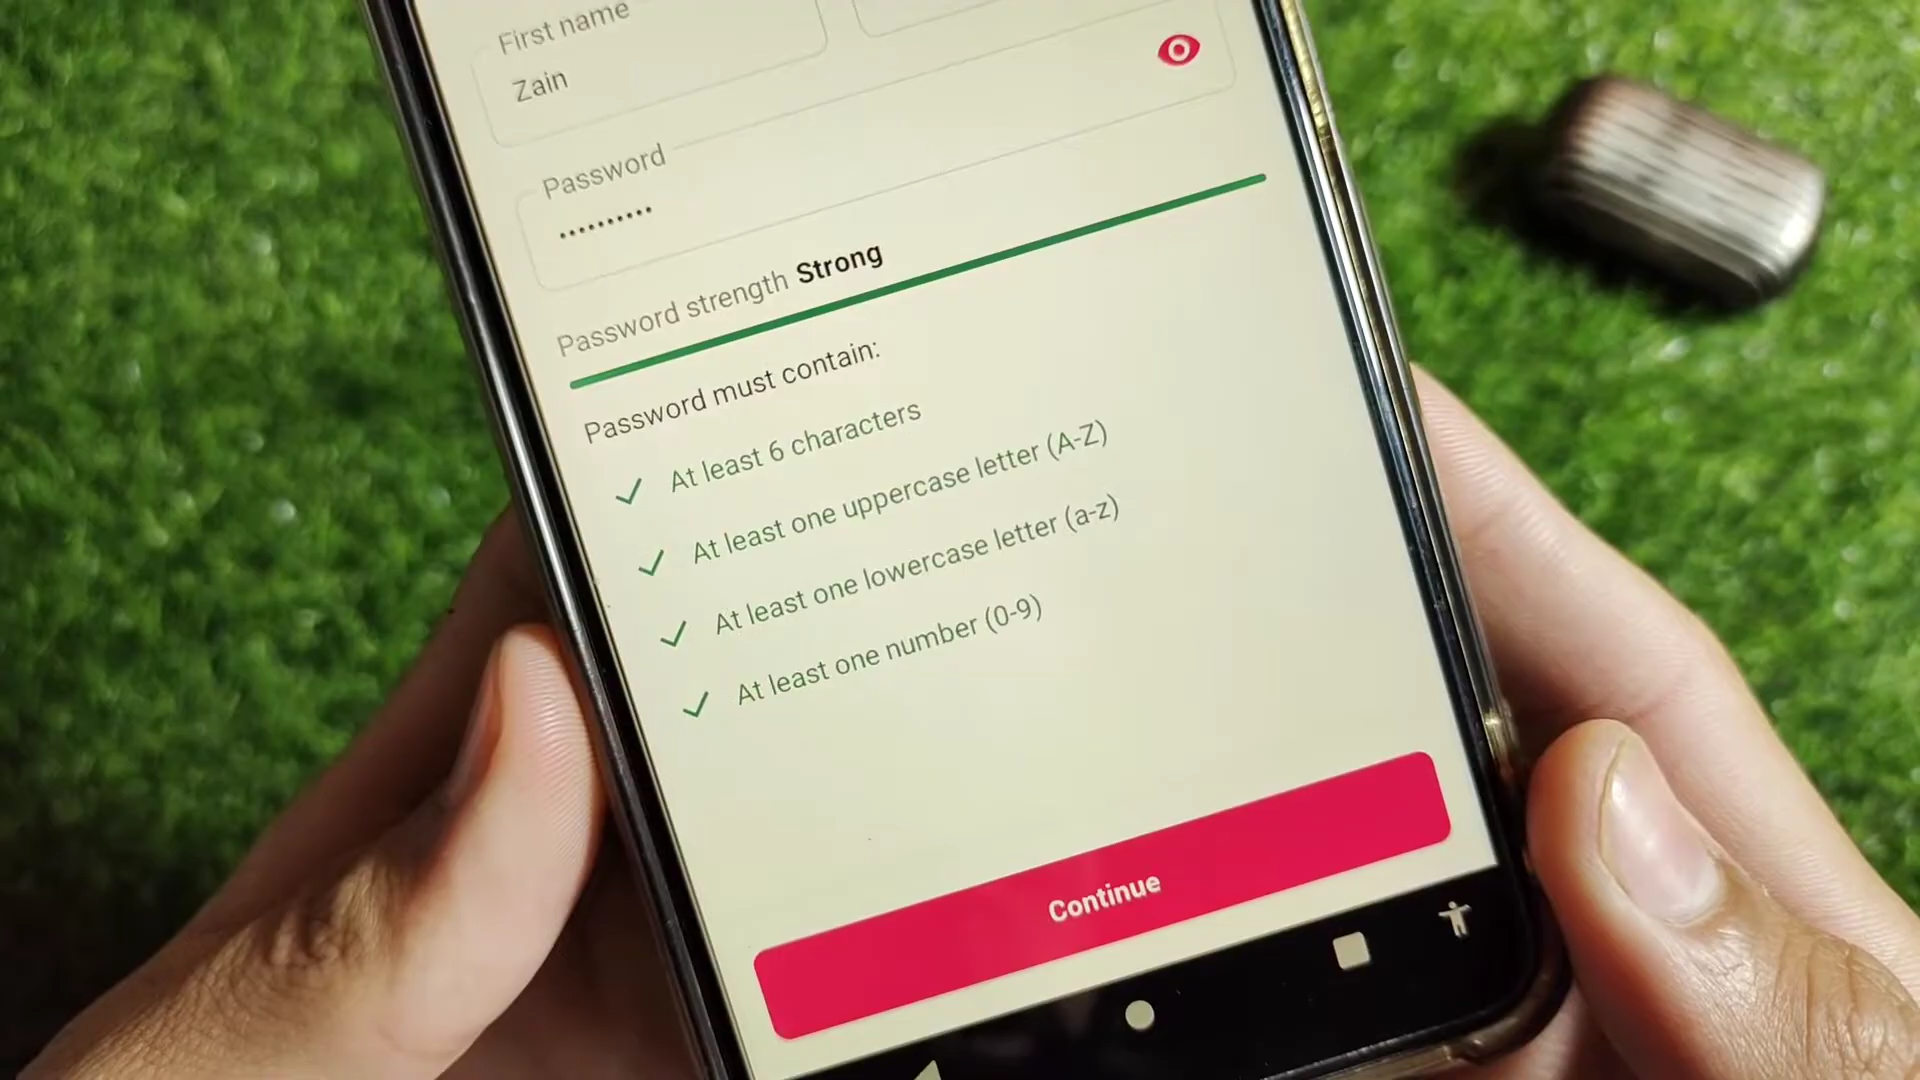 First name
Zain
Password
••••••••••
Password strength Strong
Password must contain:
At least 6 characters
At least one uppercase letter (A-Z)
At least one lowercase letter (a-z)
At least one number (0-9)
Continue